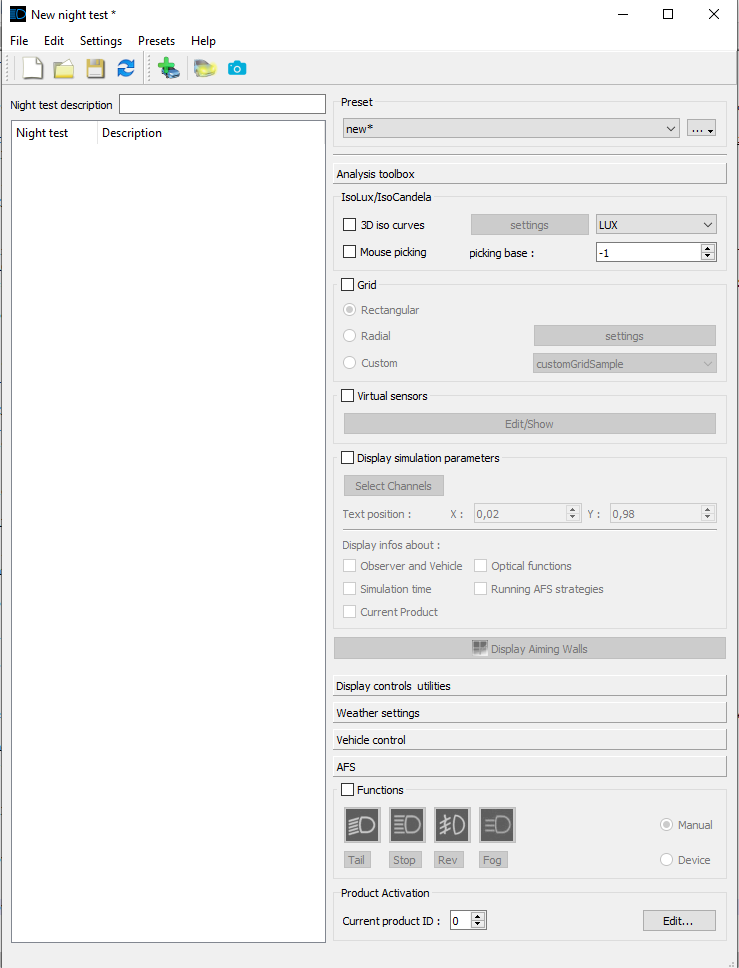 New night test *
File Edit Settings Presets Help
Night test description
Night test Description
Preset
new*
...
Analysis toolbox
IsoLux/IsoCandela
3D iso curves settings LUX
Mouse picking picking base : -1
Grid
Rectangular
Radial settings
Custom customGridSample
Virtual sensors
Edit/Show
Display simulation parameters
Select Channels
Text position : X : 0,02 Y : 0,98
Display infos about :
Observer and Vehicle Optical functions
Simulation time Running AFS strategies
Current Product
Display Aiming Walls
Display controls utilities
Weather settings
Vehicle control
AFS
Functions
Manual
Tail Stop Rev Fog Device
Product Activation
Current product ID : 0 Edit...